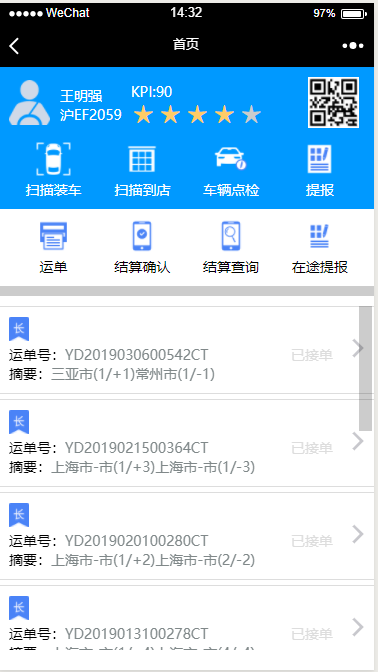 WeChat 14:32 97%
首页
王明强 KPI:90
沪EF2059
扫描装车 扫描到店 车辆点检 提报
运单 结算确认 结算查询 在途提报
长
运单号：YD2019030600542CT 已接单
摘要：三亚市(1/+1)常州市(1/-1)
长
运单号：YD2019021500364CT 已接单
摘要：上海市-市(1/+3)上海市-市(1/-3)
长
运单号：YD2019020100280CT 已接单
摘要：上海市-市(1/+2)上海市-市(2/-2)
长
运单号：YD2019013100278CT 已接单